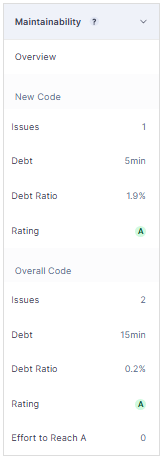 Maintainability ?
Overview
New Code
Issues 1
Debt 5min
Debt Ratio 1.9%
Rating A
Overall Code
Issues 2
Debt 15min
Debt Ratio 0.2%
Rating A
Effort to Reach A 0